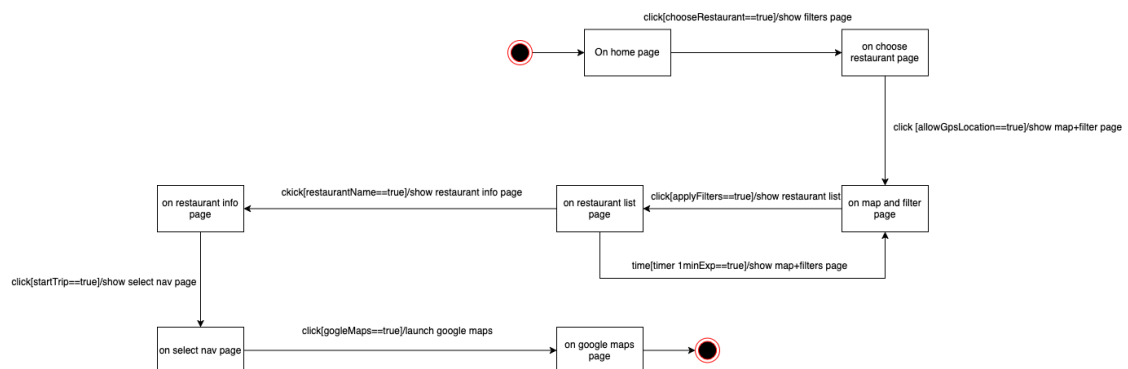 click[chooseRestaurant==true]/show filters page
On home page
on choose
restaurant page
click [allowGpsLocation==true]/show map+filter page
ckick[restaurantName==true]/show restaurant info page
click[applyFilters==true]/show restaurant list
on restaurant info
page
on restaurant list
page
on map and filter
page
time[timer 1minExp==true]/show map+filters page
click[startTrip==true]/show select nav page
click[gogleMaps==true]/launch google maps
on select nav page
on google maps
page